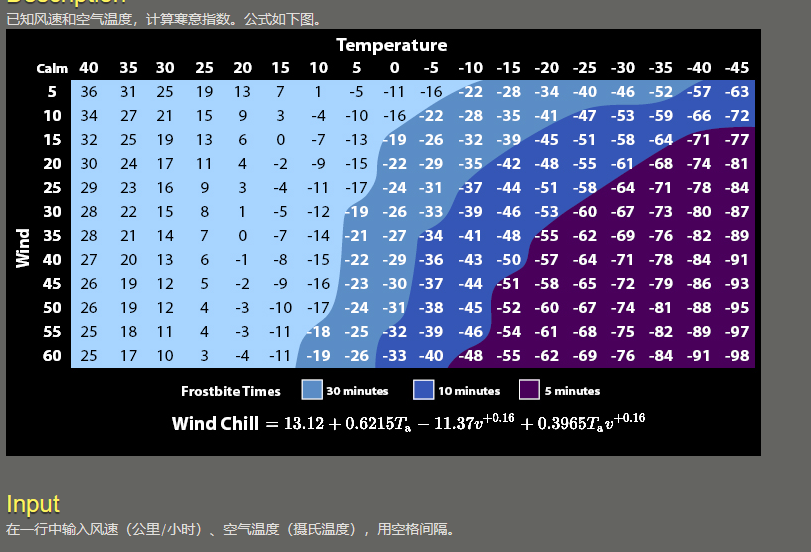 Description
已知风速和空气温度，计算寒意指数。公式如下图。
Temperature
Calm 40 35 30 25 20 15 10 5 0 -5 -10 -15 -20 -25 -30 -35 -40 -45
5 36 31 25 19 13 7 1 -5 -11 -16 -22 -28 -34 -40 -46 -52 -57 -63
10 34 27 21 15 9 3 -4 -10 -16 -22 -28 -35 -41 -47 -53 -59 -66 -72
15 32 25 19 13 6 0 -7 -13 -19 -26 -32 -39 -45 -51 -58 -64 -71 -77
20 30 24 17 11 4 -2 -9 -15 -22 -29 -35 -42 -48 -55 -61 -68 -74 -81
25 29 23 16 9 3 -4 -11 -17 -24 -31 -37 -44 -51 -58 -64 -71 -78 -84
30 28 22 15 8 1 -5 -12 -19 -26 -33 -39 -46 -53 -60 -67 -73 -80 -87
35 28 21 14 7 0 -7 -14 -21 -27 -34 -41 -48 -55 -62 -69 -76 -82 -89
40 27 20 13 6 -1 -8 -15 -22 -29 -36 -43 -50 -57 -64 -71 -78 -84 -91
45 26 19 12 5 -2 -9 -16 -23 -30 -37 -44 -51 -58 -65 -72 -79 -86 -93
50 26 19 12 4 -3 -10 -17 -24 -31 -38 -45 -52 -60 -67 -74 -81 -88 -95
55 25 18 11 4 -3 -11 -18 -25 -32 -39 -46 -54 -61 -68 -75 -82 -89 -97
60 25 17 10 3 -4 -11 -19 -26 -33 -40 -48 -55 -62 -69 -76 -84 -91 -98
Wind
Frostbite Times 30 minutes 10 minutes 5 minutes
Wind Chill = 13.12 + 0.6215Tₐ − 11.37v⁺⁰·¹⁶ + 0.3965Tₐv⁺⁰·¹⁶
Input
在一行中输入风速（公里/小时）、空气温度（摄氏温度），用空格间隔。